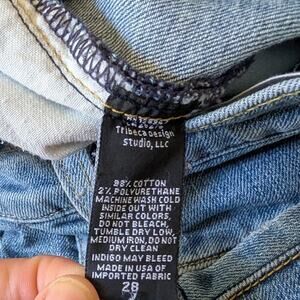 Tribeca Design
Studio, LLC
98% COTTON
2% POLYURETHANE
MACHINE WASH COLD
INSIDE OUT WITH
SIMILAR COLORS,
DO NOT BLEACH,
TUMBLE DRY LOW,
MEDIUM IRON, DO NOT
DRY CLEAN
INDIGO MAY BLEED
MADE IN USA OF
IMPORTED FABRIC
28